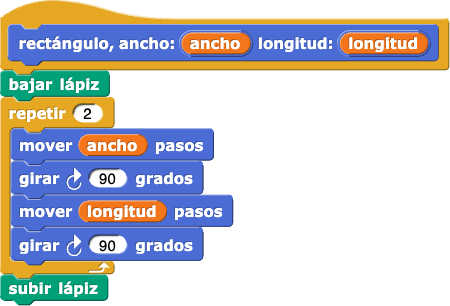 rectángulo, ancho: ancho longitud: longitud
bajar lápiz
repetir 2
mover ancho pasos
girar 90 grados
mover longitud pasos
girar 90 grados
subir lápiz